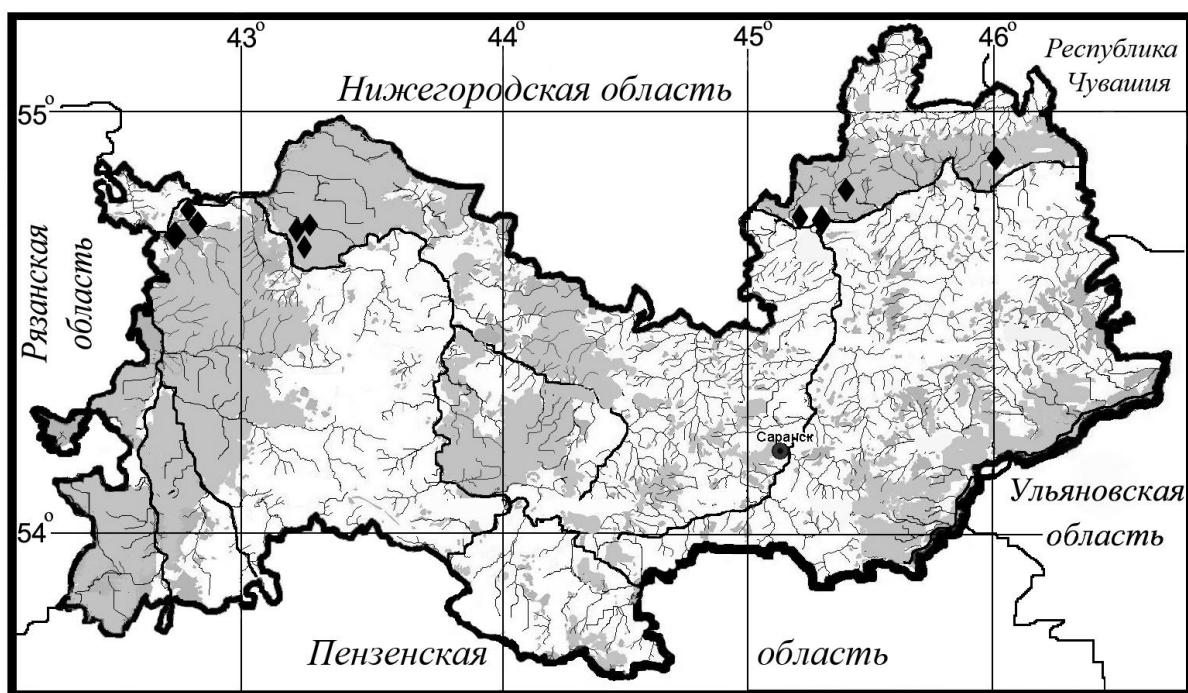 43°
44°
45°
46°
Республика
Чувашия
Нижегородская область
55°
Рязанская
область
Саранск
Ульяновская
область
54°
Пензенская область